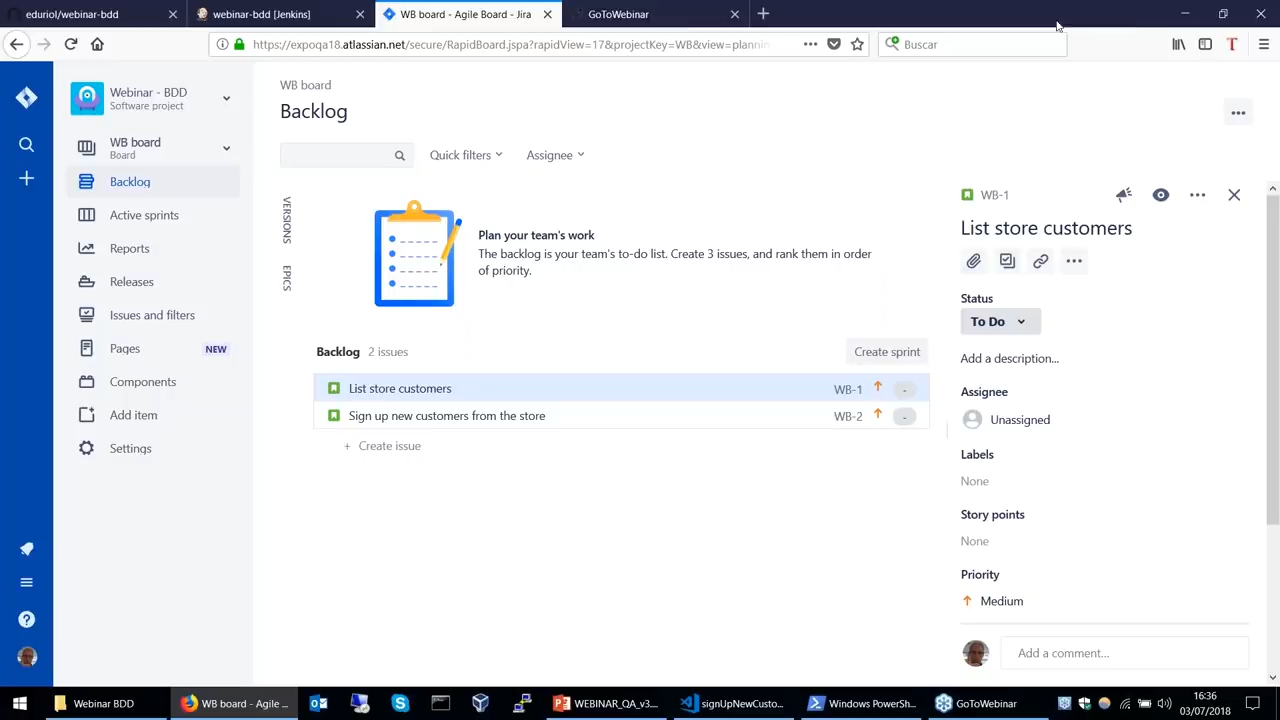 eduriol/webinar-bdd
webinar-bdd [Jenkins]
WB board - Agile Board - Jira
GoToWebinar
https://expoqa18.atlassian.net/secure/RapidBoard.jspa?rapidView=17&projectKey=WB&view=plannin
Buscar
Webinar - BDD
Software project
WB board
Board
Backlog
Active sprints
Reports
Releases
Issues and filters
Pages
NEW
Components
Add item
Settings
WB board
Backlog
Quick filters
Assignee
VERSIONS
EPICS
Plan your team's work
The backlog is your team's to-do list. Create 3 issues, and rank them in order
of priority.
Backlog 2 issues
Create sprint
List store customers WB-1 -
Sign up new customers from the store WB-2 -
+ Create issue
WB-1
List store customers
Status
To Do
Add a description...
Assignee
Unassigned
Labels
None
Story points
None
Priority
Medium
Add a comment...
Webinar BDD
WB board - Agile ...
WEBINAR_QA_v3....
signUpNewCusto...
Windows PowerSh...
GoToWebinar
16:36
03/07/2018